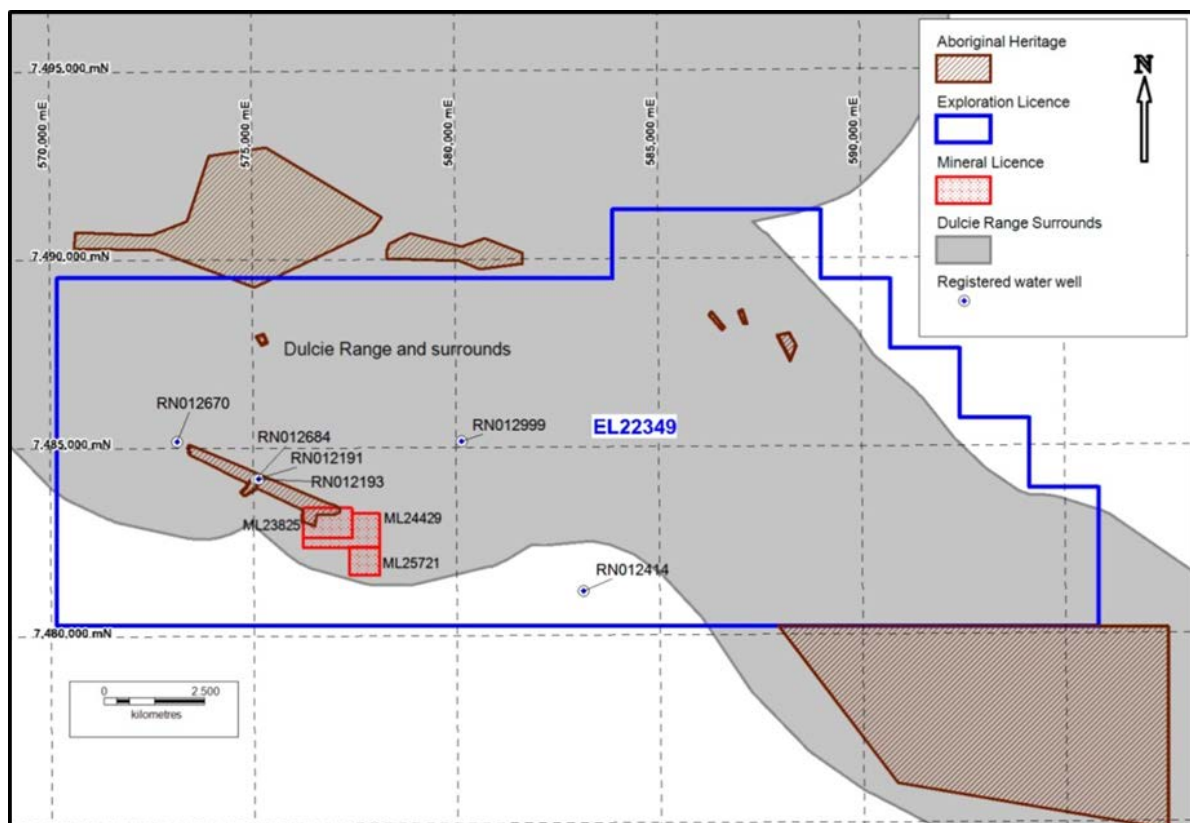 7,495,000 mN
570,000 mE
575,000 mE
580,000 mE
585,000 mE
590,000 mE
Aboriginal Heritage
N
Exploration Licence
Mineral Licence
Dulcie Range Surrounds
Registered water well
7,490,000 mN
Dulcie Range and surrounds
RN012670
RN012684
RN012999
EL22349
7,485,000 mN
RN012191
RN012193
ML23825
ML24429
ML25721
RN012414
7,480,000 mN
0 2.500
kilometres